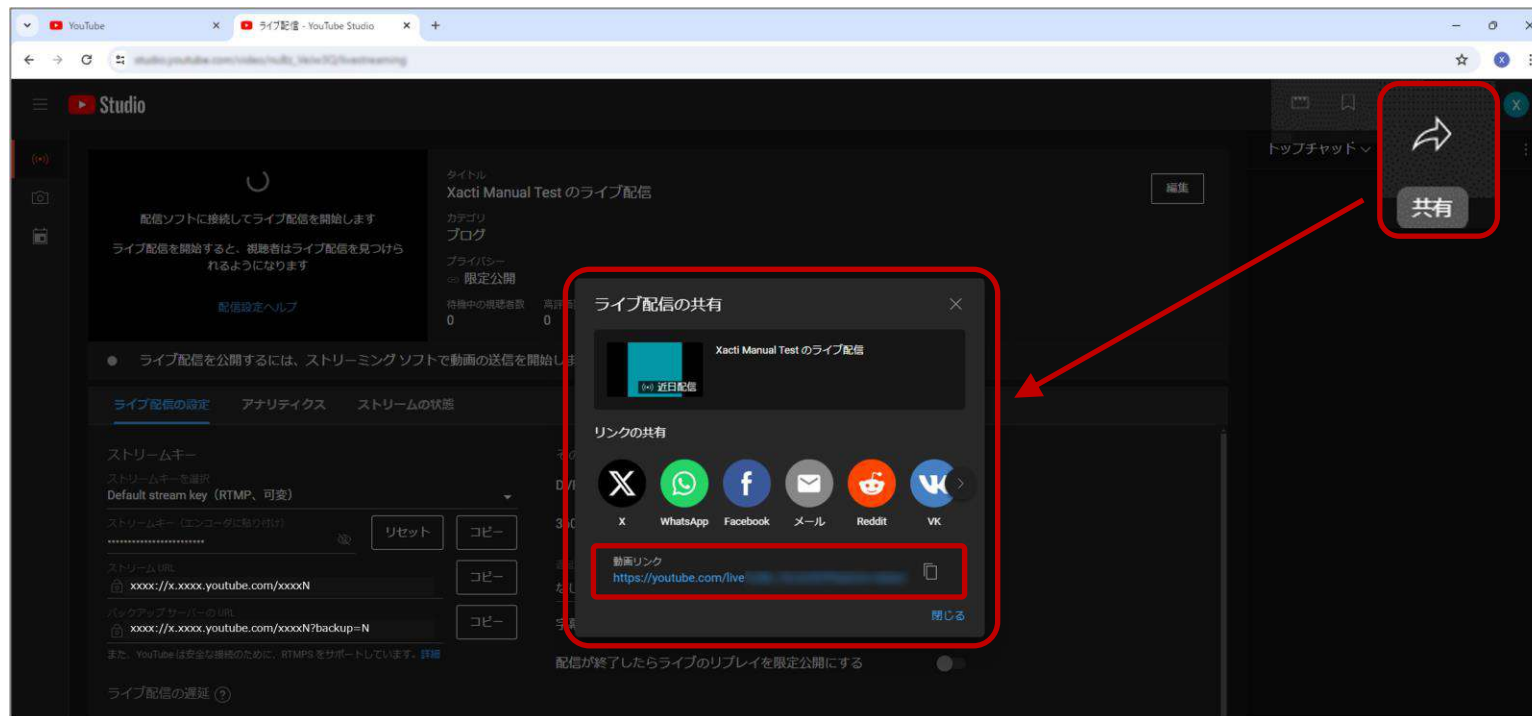 YouTube
ライブ配信 - YouTube Studio
Studio
共有
トップチャット
X
配信ソフトに接続してライブ配信を開始します
ライブ配信を開始すると、視聴者はライブ配信を見つけら
れるようになります
配信設定ヘルプ
タイトル
Xacti Manual Test のライブ配信
編集
カテゴリ
ブログ
プライバシー
限定公開
待機中の視聴者数
0
0
ライブ配信を公開するには、ストリーミング ソフトで動画の送信を開始しま
ライブ配信の設定
アナリティクス
ストリームの状態
ストリームキー
ストリームキーを選択
Default stream key（RTMP、可変）
ストリームキー（エンコーダに貼り付け）
リセット
コピー
ストリーム URL
xxxx://x.xxxx.youtube.com/xxxxN
コピー
バックアップ サーバーの URL
xxxx://x.xxxx.youtube.com/xxxxN?backup=N
コピー
また、YouTube は安全な接続のために、RTMPS をサポートしています。詳細
ライブ配信の遅延
配信が終了したらライブのリプレイを限定公開にする
ライブ配信の共有
Xacti Manual Test のライブ配信
近日配信
リンクの共有
X
WhatsApp
Facebook
メール
Reddit
VK
動画リンク
https://youtube.com/live
閉じる